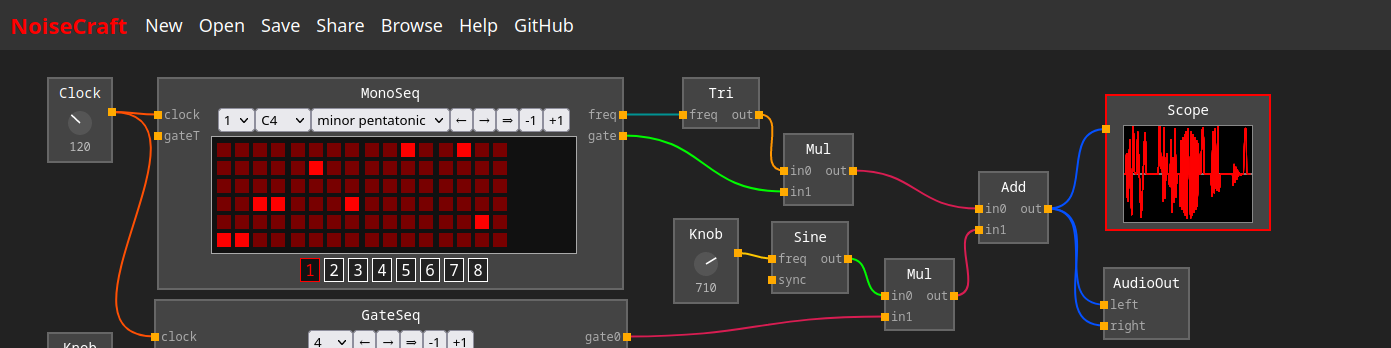 NoiseCraft New Open Save Share Browse Help GitHub
Clock
120
MonoSeq
clock
gateT
1 C4 minor pentatonic ← → ⇒ -1 +1
freq
gate
1 2 3 4 5 6 7 8
Tri
freq out
Mul
in0 out
in1
Knob
710
Sine
freq out
sync
Mul
in0 out
in1
Add
in0 out
in1
Scope
AudioOut
left
right
GateSeq
clock
4 ← → ⇒ -1 +1
gate0
Knob